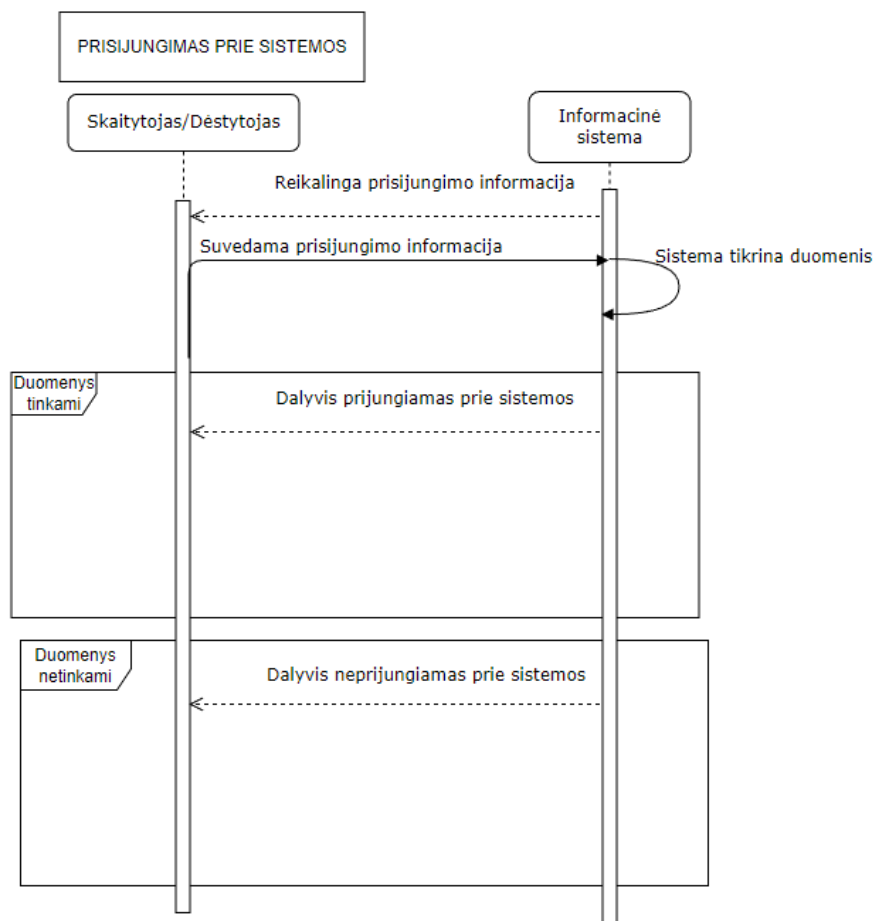 PRISIJUNGIMAS PRIE SISTEMOS
Skaitytojas/Dėstytojas
Informacinė
sistema
Reikalinga prisijungimo informacija
Suvedama prisijungimo informacija
Sistema tikrina duomenis
Duomenys
tinkami
Dalyvis prijungiamas prie sistemos
Duomenys
netinkami
Dalyvis neprijungiamas prie sistemos